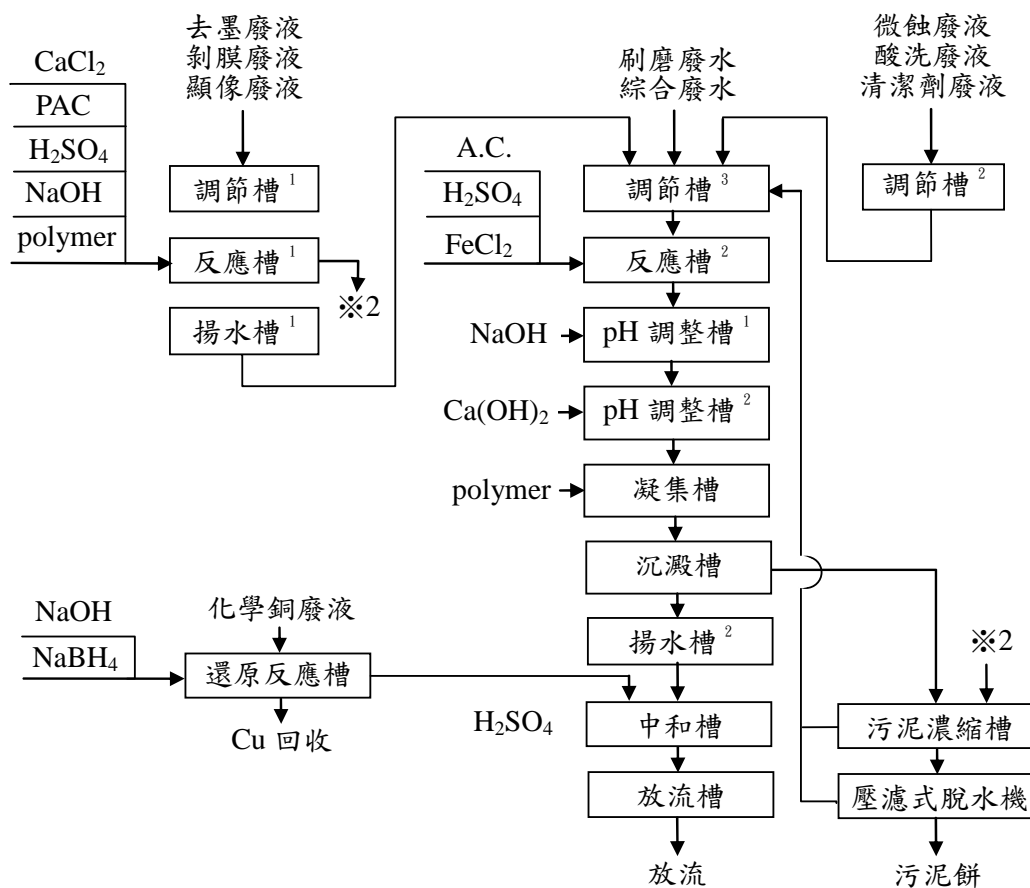 去墨廢液
剝膜廢液
顯像廢液
CaCl₂
PAC
H₂SO₄
NaOH
polymer
調節槽¹
反應槽¹
※2
揚水槽¹
刷磨廢水
綜合廢水
A.C.
H₂SO₄
FeCl₂
調節槽³
反應槽²
NaOH
pH 調整槽¹
Ca(OH)₂
pH 調整槽²
polymer
凝集槽
沉澱槽
揚水槽²
微蝕廢液
酸洗廢液
清潔劑廢液
調節槽²
NaOH
NaBH₄
化學銅廢液
還原反應槽
Cu 回收
H₂SO₄
中和槽
放流槽
放流
※2
污泥濃縮槽
壓濾式脫水機
污泥餅